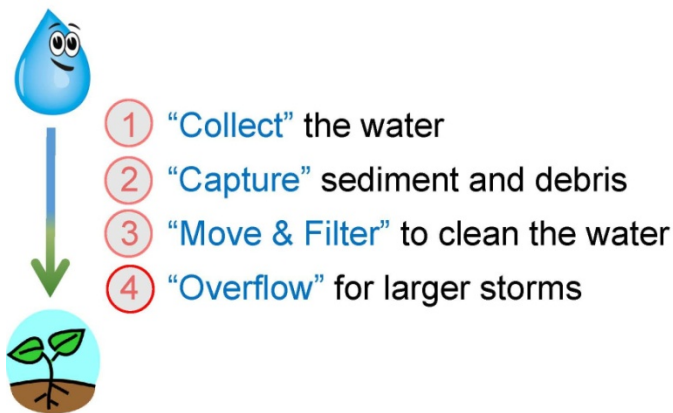 1 “Collect” the water
2 “Capture” sediment and debris
3 “Move & Filter” to clean the water
4 “Overflow” for larger storms